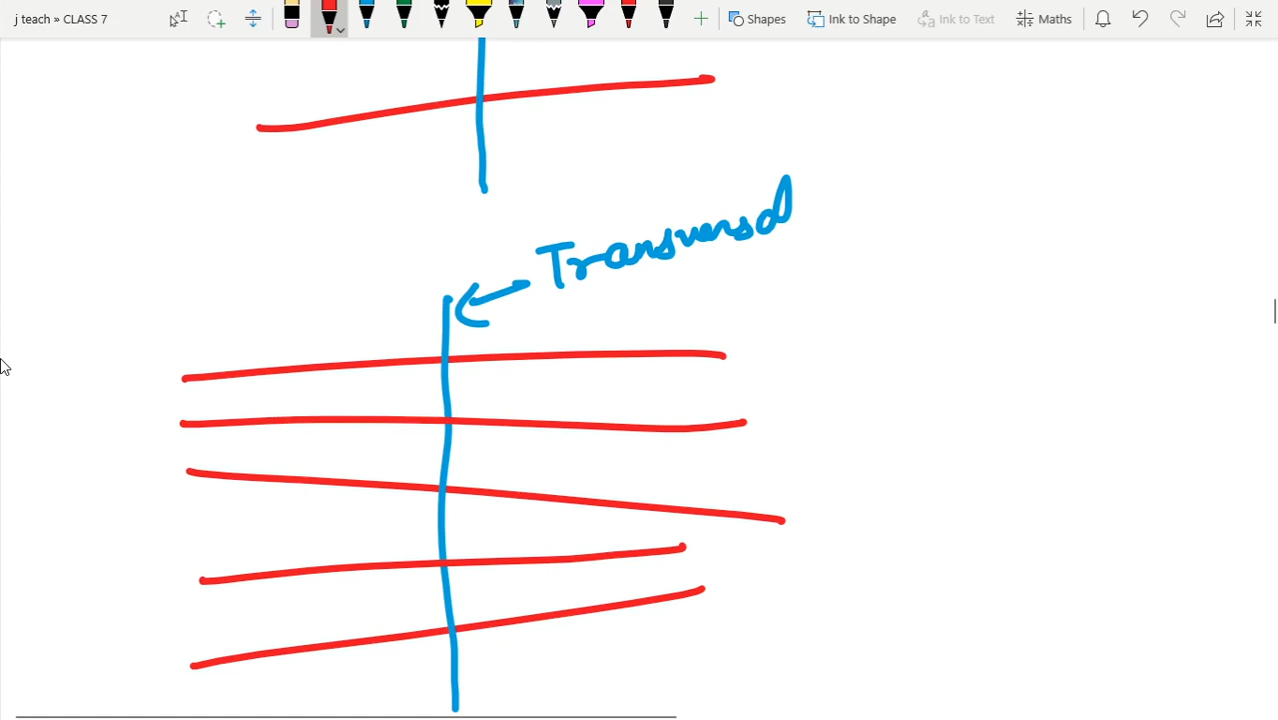 j teach » CLASS 7
Shapes
Ink to Shape
Ink to Text
Maths
Transversal